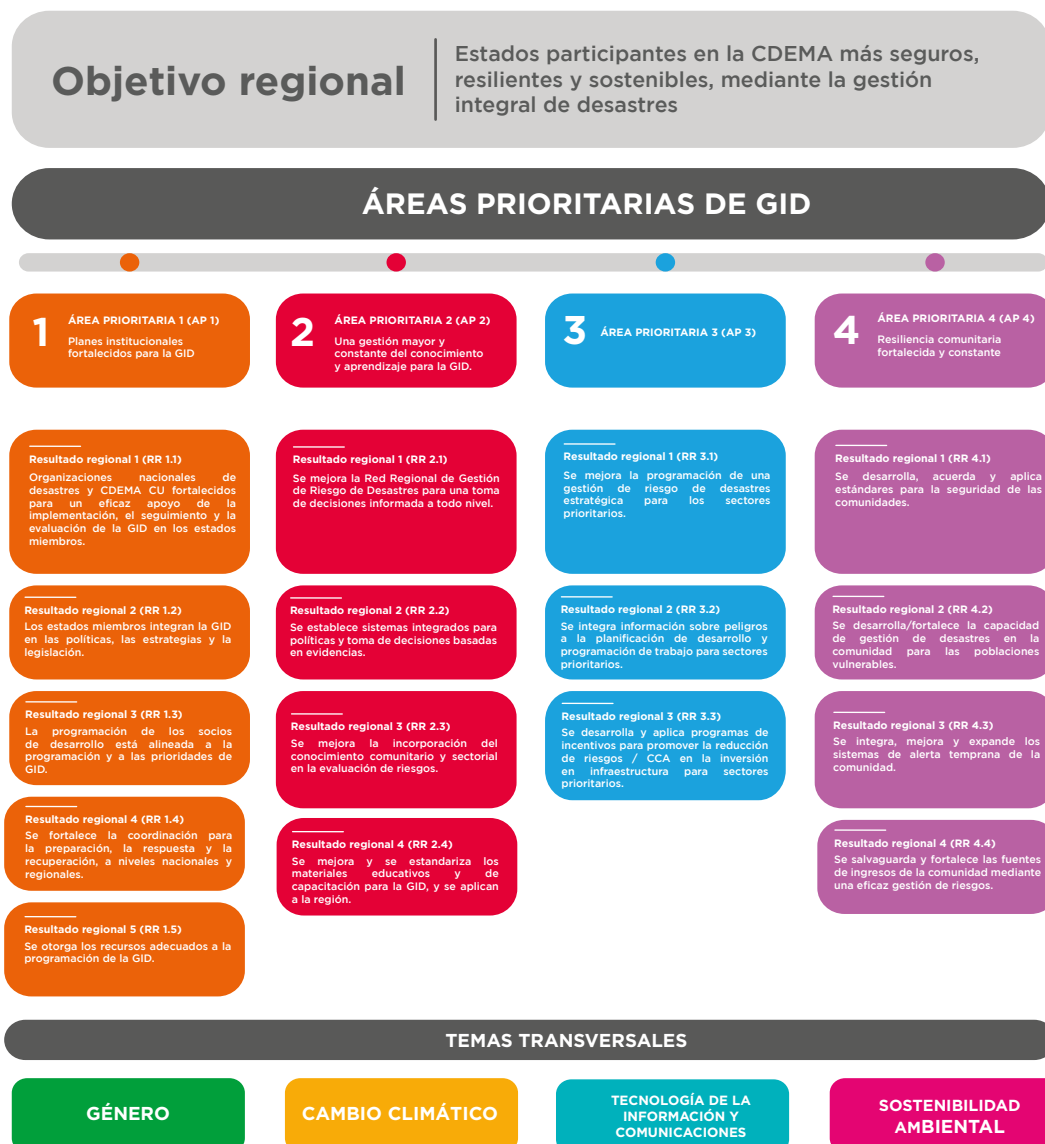 Objetivo regional
Estados participantes en la CDEMA más seguros,
resilientes y sostenibles, mediante la gestión
integral de desastres
ÁREAS PRIORITARIAS DE GID
1
ÁREA PRIORITARIA 1 (AP 1)
Planes institucionales
fortalecidos para la GID
2
ÁREA PRIORITARIA 2 (AP 2)
Una gestión mayor y
constante del conocimiento
y aprendizaje para la GID.
3
ÁREA PRIORITARIA 3 (AP 3)
4
ÁREA PRIORITARIA 4 (AP 4)
Resiliencia comunitaria
fortalecida y constante
Resultado regional 1 (RR 1.1)
Organizaciones nacionales de
desastres y CDEMA CU fortalecidos
para un eficaz apoyo de la
implementación, el seguimiento y la
evaluación de la GID en los estados
miembros.
Resultado regional 2 (RR 1.2)
Los estados miembros integran la GID
en las políticas, las estrategias y la
legislación.
Resultado regional 3 (RR 1.3)
La programación de los socios
de desarrollo está alineada a la
programación y a las prioridades de
GID.
Resultado regional 4 (RR 1.4)
Se fortalece la coordinación para
la preparación, la respuesta y la
recuperación, a niveles nacionales y
regionales.
Resultado regional 5 (RR 1.5)
Se otorga los recursos adecuados a la
programación de la GID.
Resultado regional 1 (RR 2.1)
Se mejora la Red Regional de Gestión
de Riesgo de Desastres para una toma
de decisiones informada a todo nivel.
Resultado regional 2 (RR 2.2)
Se establece sistemas integrados para
políticas y toma de decisiones basadas
en evidencias.
Resultado regional 3 (RR 2.3)
Se mejora la incorporación del
conocimiento comunitario y sectorial
en la evaluación de riesgos.
Resultado regional 4 (RR 2.4)
Se mejora y se estandariza los
materiales educativos y de
capacitación para la GID, y se aplican
a la región.
Resultado regional 1 (RR 3.1)
Se mejora la programación de una
gestión de riesgo de desastres
estratégica para los sectores
prioritarios.
Resultado regional 2 (RR 3.2)
Se integra información sobre peligros
a la planificación de desarrollo y
programación de trabajo para sectores
prioritarios.
Resultado regional 3 (RR 3.3)
Se desarrolla y aplica programas de
incentivos para promover la reducción
de riesgos / CCA en la inversión
en infraestructura para sectores
prioritarios.
Resultado regional 1 (RR 4.1)
Se desarrolla, acuerda y aplica
estándares para la seguridad de las
comunidades.
Resultado regional 2 (RR 4.2)
Se desarrolla/fortalece la capacidad
de gestión de desastres en la
comunidad para las poblaciones
vulnerables.
Resultado regional 3 (RR 4.3)
Se integra, mejora y expande los
sistemas de alerta temprana de la
comunidad.
Resultado regional 4 (RR 4.4)
Se salvaguarda y fortalece las fuentes
de ingresos de la comunidad mediante
una eficaz gestión de riesgos.
TEMAS TRANSVERSALES
GÉNERO
CAMBIO CLIMÁTICO
TECNOLOGÍA DE LA
INFORMACIÓN Y
COMUNICACIONES
SOSTENIBILIDAD
AMBIENTAL